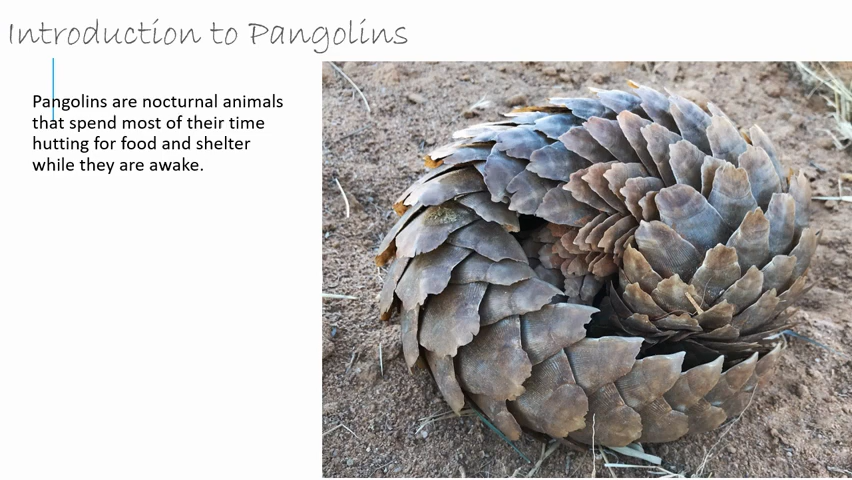 Introduction to Pangolins
Pangolins are nocturnal animals
that spend most of their time
hutting for food and shelter
while they are awake.